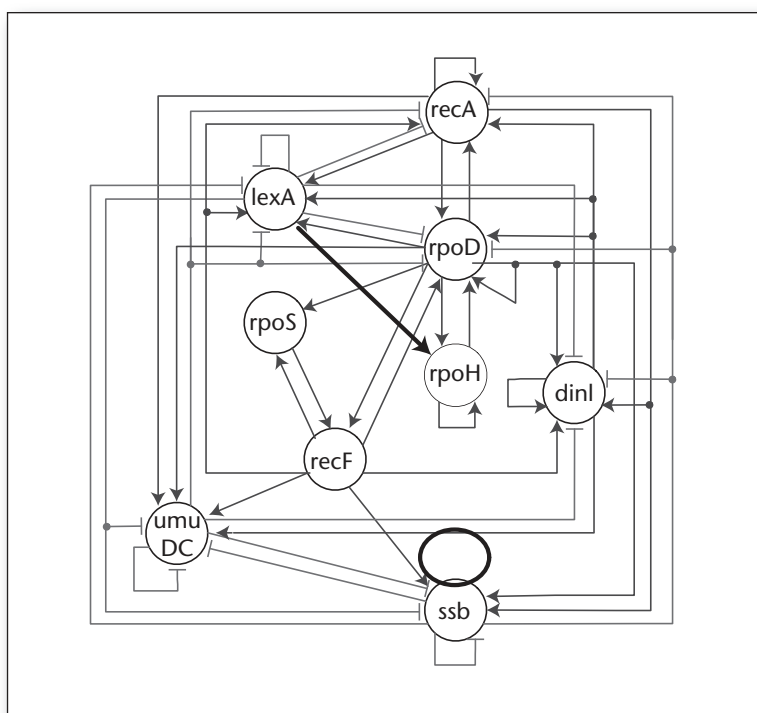 recA
lexA
rpoD
rpoS
rpoH
dinI
recF
umu
DC
ssb